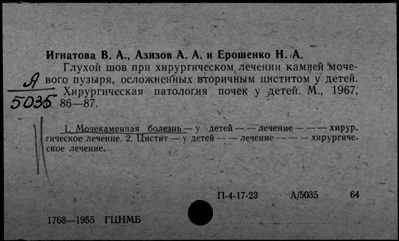 Игнатова В. А., Азизов А. А. и Ерошенко Н. А.
Глухой шов при хирургическом лечении камней моче-
вого пузыря, осложненных вторичным циститом у детей.
Хирургическая патология почек у детей. М., 1967,
86—87.
А
5035
1. Мочекаменная болезнь — у детей — — лечение — — — хирур-
гическое лечение. 2. Цистит — у детей — лечение — — — хирургиче-
ское лечение.
П-4-17-23 А/5035 64
1768—1955 ГЦНМБ